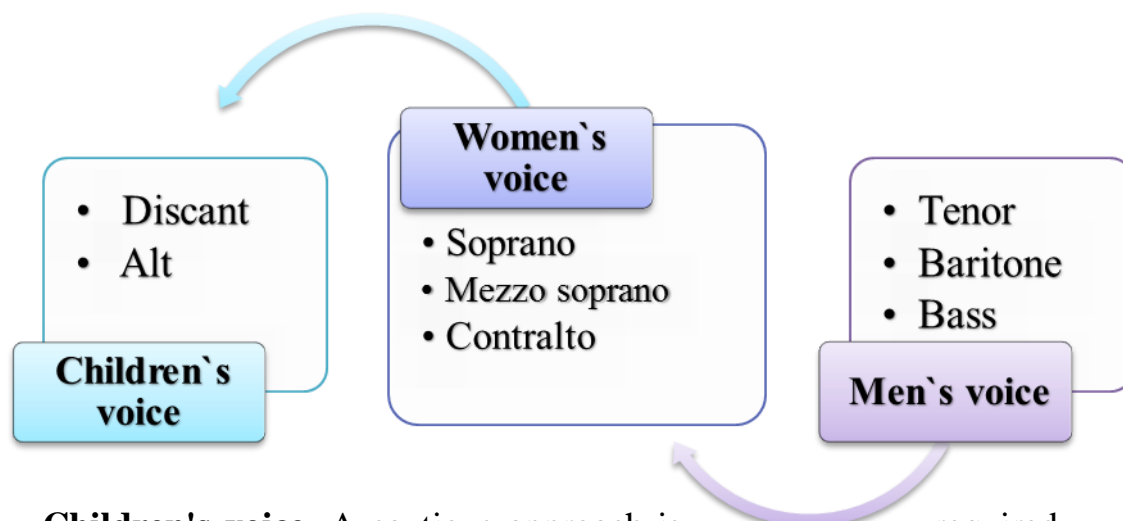 • Discant
• Alt
Children`s
voice
Women`s
voice
• Soprano
• Mezzo soprano
• Contralto
• Tenor
• Baritone
• Bass
Men`s voice
Children's voice. A cautious approach is required